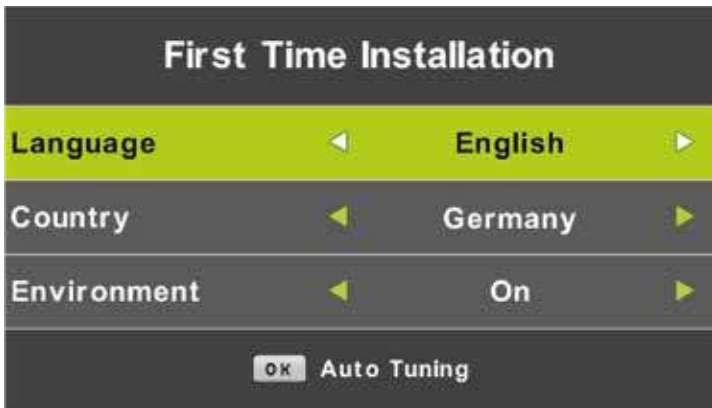 First Time Installation
Language English
Country Germany
Environment On
OK Auto Tuning